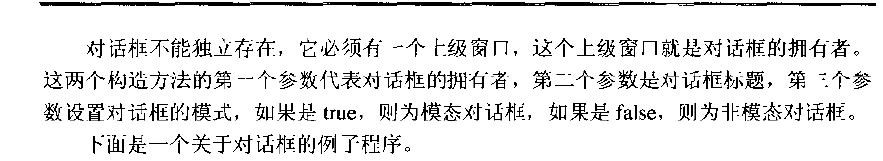 对话框不能独立存在，它必须有一个上级窗口，这个上级窗口就是对话框的拥有者。
这两个构造方法的第一个参数代表对话框的拥有者，第二个参数是对话框标题，第三个参
数设置对话框的模式，如果是 true，则为模态对话框，如果是 false，则为非模态对话框。
下面是一个关于对话框的例子程序。